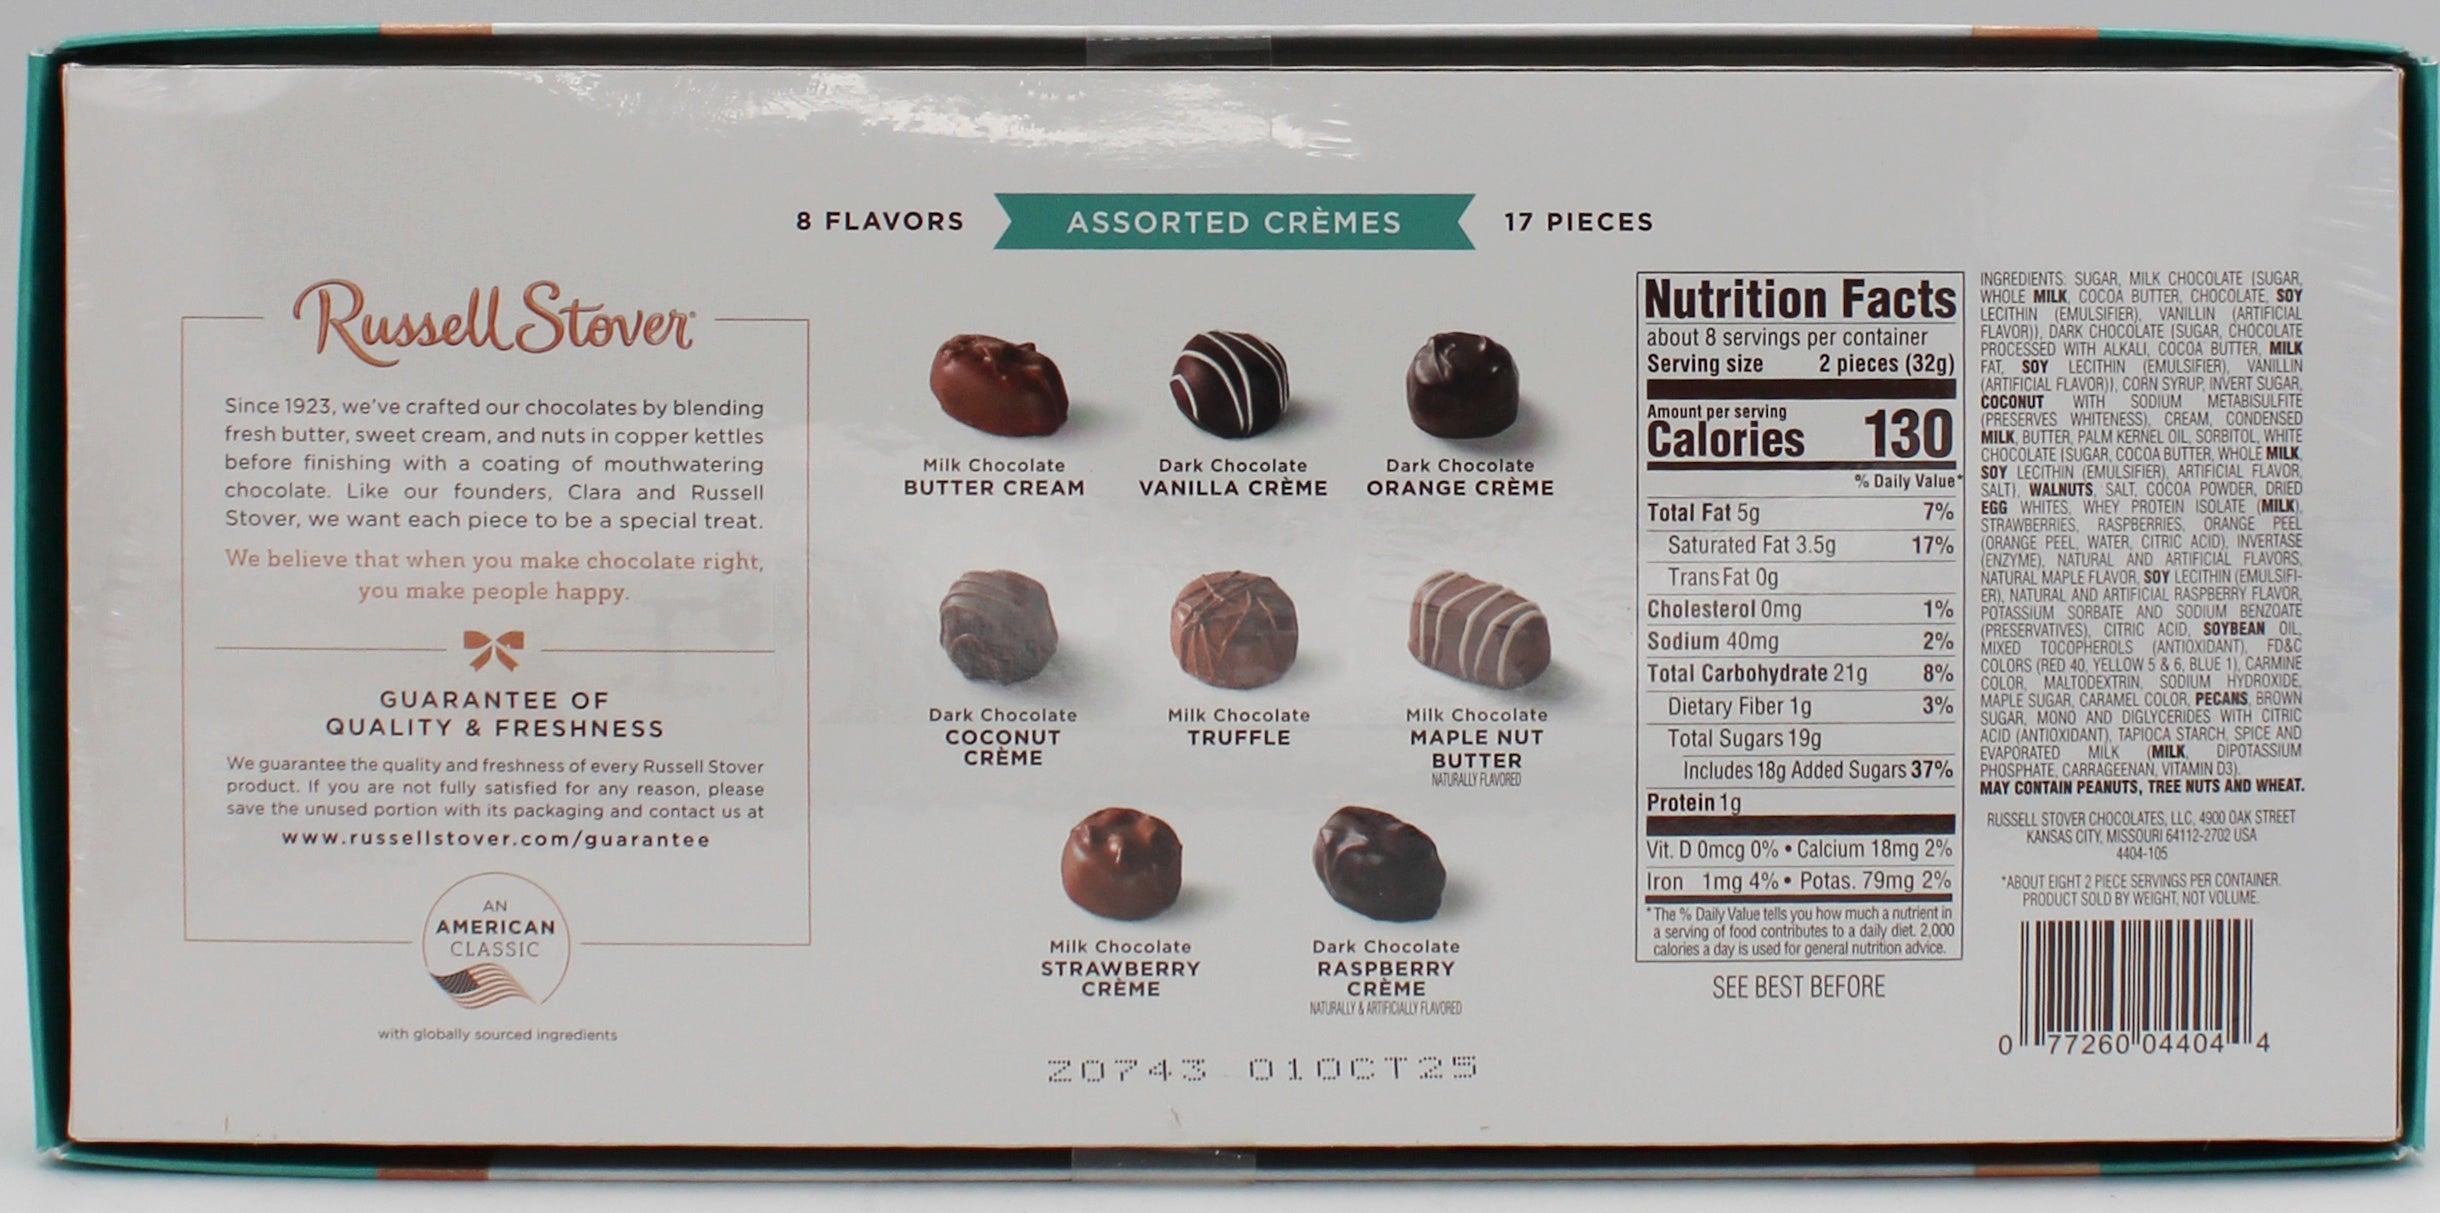 8 FLAVORS
ASSORTED CRÈMES
17 PIECES
Russell Stover®
Since 1923, we've crafted our chocolates by blending
fresh butter, sweet cream, and nuts in copper kettles
before finishing with a coating of mouthwatering
chocolate. Like our founders, Clara and Russell
Stover, we want each piece to be a special treat.
We believe that when you make chocolate right,
you make people happy.
GUARANTEE OF
QUALITY & FRESHNESS
We guarantee the quality and freshness of every Russell Stover
product. If you are not fully satisfied for any reason, please
save the unused portion with its packaging and contact us at
www.russellstover.com/guarantee
AN
AMERICAN
CLASSIC
with globally sourced ingredients
Milk Chocolate
BUTTER CREAM
Dark Chocolate
VANILLA CRÈME
Dark Chocolate
ORANGE CRÈME
Dark Chocolate
COCONUT
CRÈME
Milk Chocolate
TRUFFLE
Milk Chocolate
MAPLE NUT
BUTTER
NATURALLY FLAVORED
Milk Chocolate
STRAWBERRY
CRÈME
Dark Chocolate
RASPBERRY
CRÈME
NATURALLY & ARTIFICIALLY FLAVORED
Z0743 01OCT25
Nutrition Facts
about 8 servings per container
Serving size 2 pieces (32g)
Amount per serving
Calories 130
% Daily Value*
Total Fat 5g 7%
Saturated Fat 3.5g 17%
Trans Fat 0g
Cholesterol 0mg 1%
Sodium 40mg 2%
Total Carbohydrate 21g 8%
Dietary Fiber 1g 3%
Total Sugars 19g
Includes 18g Added Sugars 37%
Protein 1g
Vit. D 0mcg 0% • Calcium 18mg 2%
Iron 1mg 4% • Potas. 79mg 2%
*The % Daily Value tells you how much a nutrient in
a serving of food contributes to a daily diet. 2,000
calories a day is used for general nutrition advice.
SEE BEST BEFORE
INGREDIENTS: SUGAR, MILK CHOCOLATE (SUGAR,
WHOLE MILK, COCOA BUTTER, CHOCOLATE, SOY
LECITHIN (EMULSIFIER), VANILLIN (ARTIFICIAL
FLAVOR)), DARK CHOCOLATE (SUGAR, CHOCOLATE
PROCESSED WITH ALKALI, COCOA BUTTER, MILK
FAT, SOY LECITHIN (EMULSIFIER), VANILLIN
(ARTIFICIAL FLAVOR)), CORN SYRUP, INVERT SUGAR,
COCONUT WITH SODIUM METABISULFITE
(PRESERVES WHITENESS), CREAM, CONDENSED
MILK, BUTTER, PALM KERNEL OIL, SORBITOL, WHITE
CHOCOLATE (SUGAR, COCOA BUTTER, WHOLE MILK,
SOY LECITHIN (EMULSIFIER), ARTIFICIAL FLAVOR,
SALT), WALNUTS, SALT, COCOA POWDER, DRIED
EGG WHITES, WHEY PROTEIN ISOLATE (MILK),
STRAWBERRIES, RASPBERRIES, ORANGE PEEL
(ORANGE PEEL, WATER, CITRIC ACID), INVERTASE
(ENZYME), NATURAL AND ARTIFICIAL FLAVORS,
NATURAL MAPLE FLAVOR, SOY LECITHIN (EMULSIFI-
ER), NATURAL AND ARTIFICIAL RASPBERRY FLAVOR,
POTASSIUM SORBATE AND SODIUM BENZOATE
(PRESERVATIVES), CITRIC ACID, SOYBEAN OIL,
MIXED TOCOPHEROLS (ANTIOXIDANT), FD&C
COLORS (RED 40, YELLOW 5 & 6, BLUE 1), CARMINE
COLOR, MALTODEXTRIN, SODIUM HYDROXIDE,
MAPLE SUGAR, CARAMEL COLOR, PECANS, BROWN
SUGAR, MONO AND DIGLYCERIDES WITH CITRIC
ACID (ANTIOXIDANT), TAPIOCA STARCH, SPICE AND
EVAPORATED MILK (MILK, DIPOTASSIUM
PHOSPHATE, CARRAGEENAN, VITAMIN D3).
MAY CONTAIN PEANUTS, TREE NUTS AND WHEAT.
RUSSELL STOVER CHOCOLATES, LLC, 4900 OAK STREET
KANSAS CITY, MISSOURI 64112-2702 USA
4404-105
*ABOUT EIGHT 2 PIECE SERVINGS PER CONTAINER.
PRODUCT SOLD BY WEIGHT, NOT VOLUME.
0 77260 04404 4